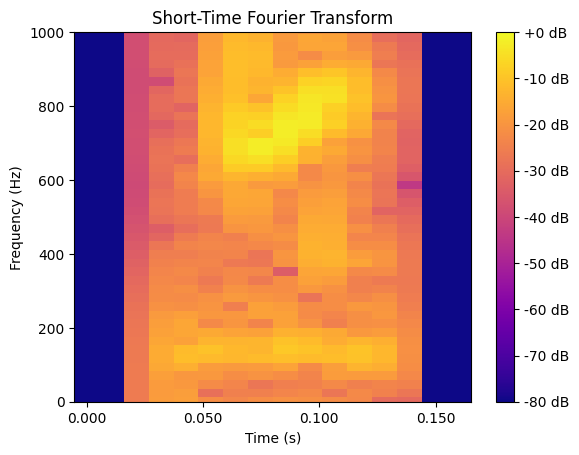 Short-Time Fourier Transform
1000
800
600
400
200
0
Frequency (Hz)
0.000
0.050
0.100
0.150
Time (s)
+0 dB
-10 dB
-20 dB
-30 dB
-40 dB
-50 dB
-60 dB
-70 dB
-80 dB